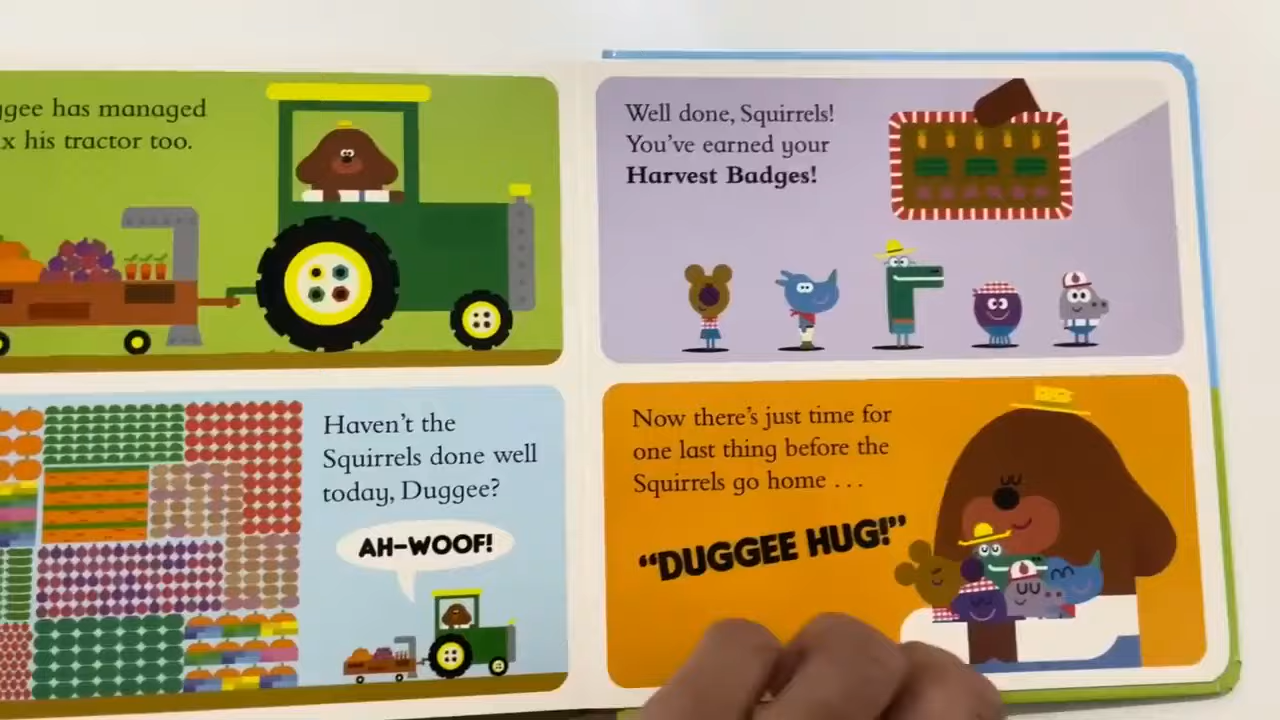 has managed
his tractor too.
Haven't the
Squirrels done well
today, Duggee?
AH-WOOF!
Well done, Squirrels!
You've earned your
Harvest Badges!
Now there's just time for
one last thing before the
Squirrels go home ...
"DUGGEE HUG!"